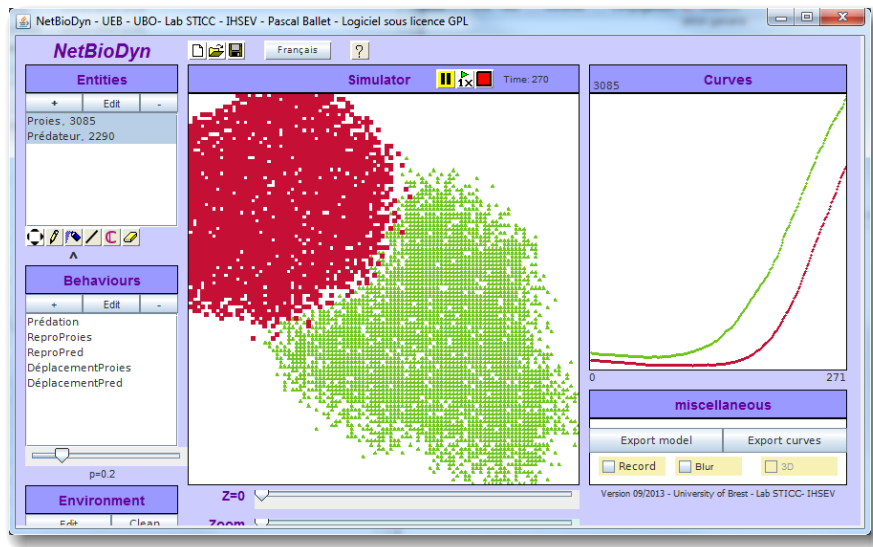 NetBioDyn - UEB - UBO- Lab STICC - IHSEV - Pascal Ballet - Logiciel sous licence GPL
NetBioDyn
Français
?
Entities
+ Edit -
Proies, 3085
Prédateur, 2290
^
Behaviours
+ Edit -
Prédation
ReproProies
ReproPred
DéplacementProies
DéplacementPred
p=0.2
Environment
Edit Clean
Simulator
1X
Time: 270
Z=0
Zoom
Curves
3085
0 271
miscellaneous
Export model Export curves
Record Blur 3D
Version 09/2013 - University of Brest - Lab STICC- IHSEV